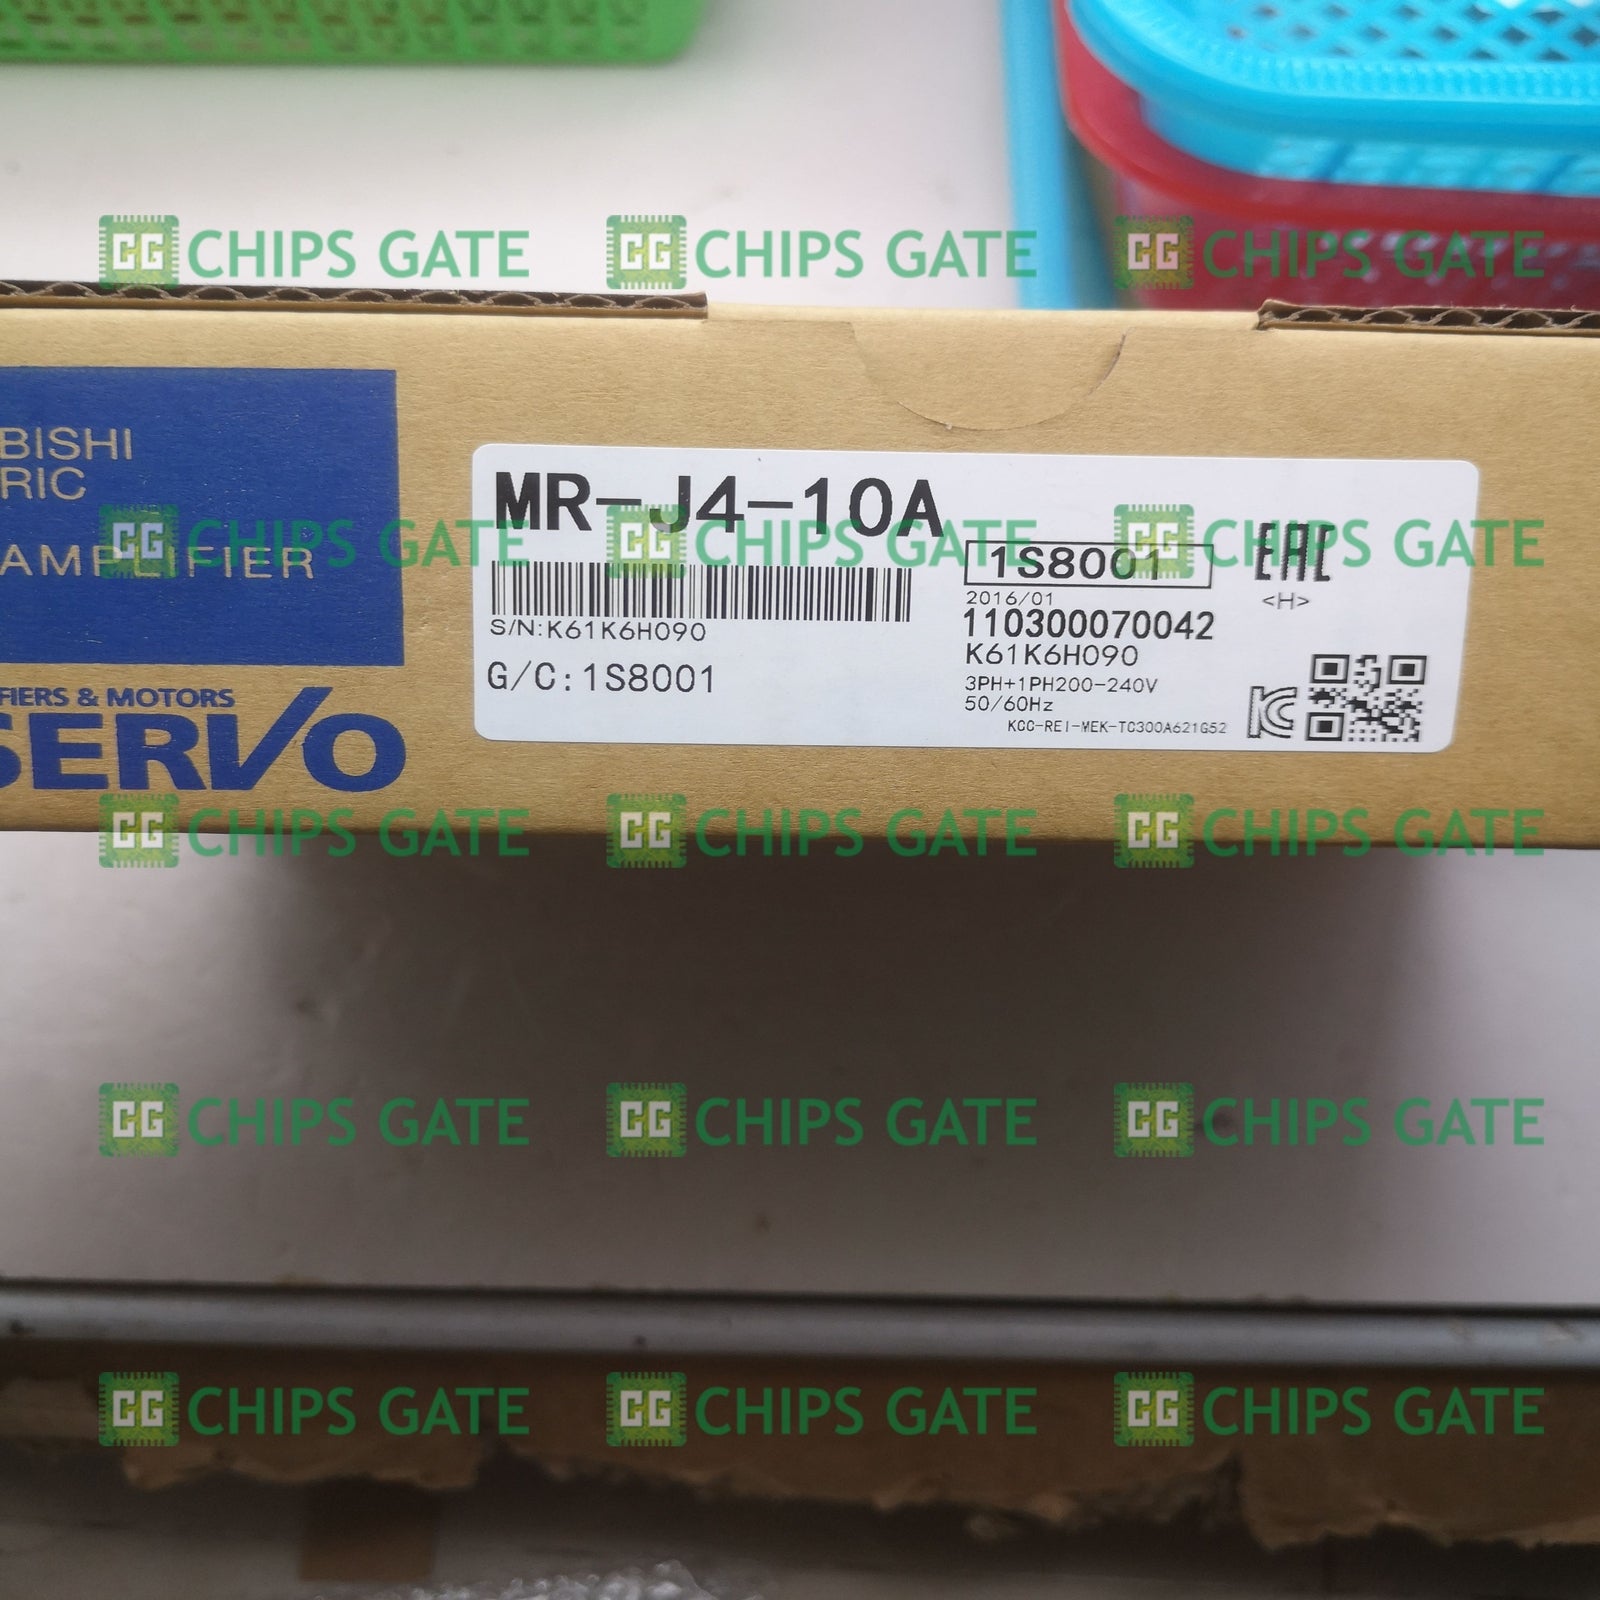 CG CHIPS GATE CG CHIPS GATE CG CHIPS GATE
BISHI
RIC
AMPLIFIER
FIERS & MOTORS
SERVO
MR-J4-10A
S/N:K61K6H090
G/C:1S8001
1S8001
2016/01
110300070042
K61K6H090
3PH+1PH200-240V
50/60Hz
KCC-REI-MEK-TC300A621G52
EAC
<H>
CG CHIPS GATE CG CHIPS GATE CG CHIPS GATE
CG CHIPS GATE CG CHIPS GATE CG CHIPS GATE
CG CHIPS GATE CG CHIPS GATE CG CHIPS GATE
CG CHIPS GATE CG CHIPS GATE CG CHIPS GATE